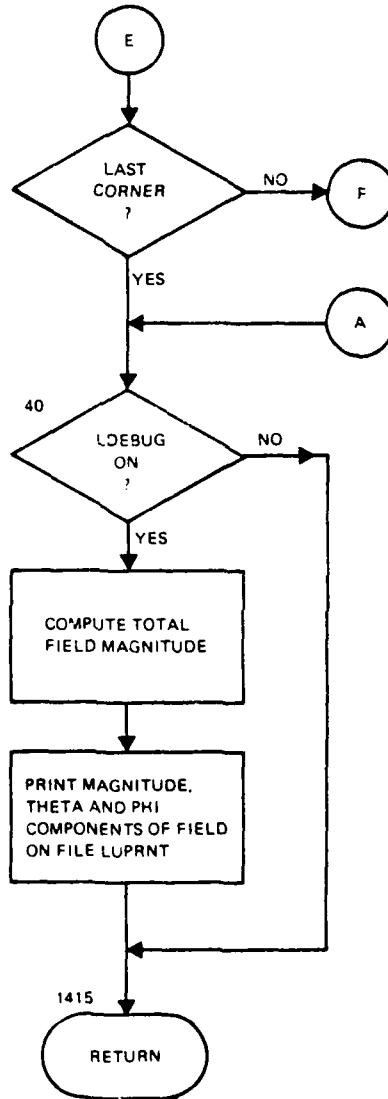 E
LAST
CORNER
?
NO
F
YES
A
40
LDEBUG
ON
?
NO
YES
COMPUTE TOTAL
FIELD MAGNITUDE
PRINT MAGNITUDE,
THETA AND PHI
COMPONENTS OF FIELD
ON FILE LUPRNT
1415
RETURN